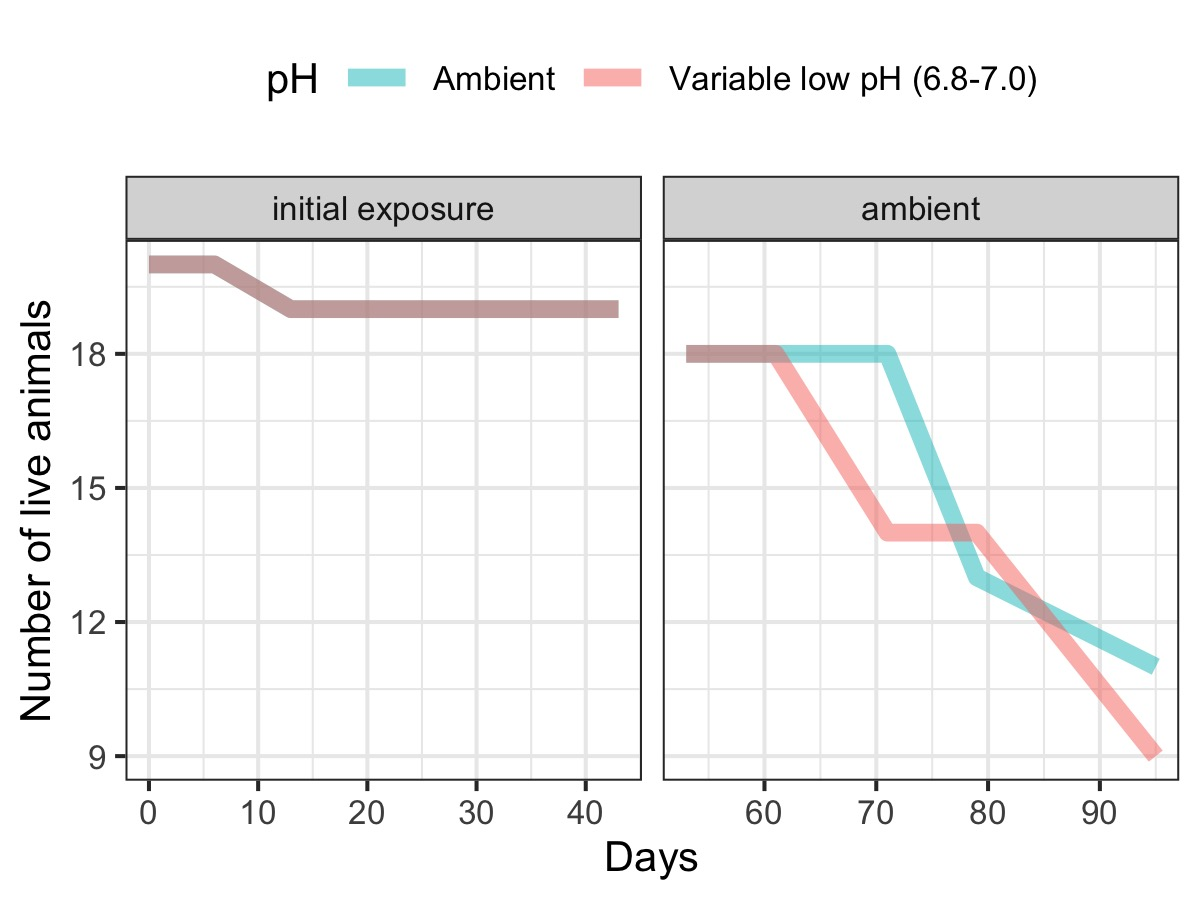 pH Ambient Variable low pH (6.8-7.0)
initial exposure ambient
Number of live animals
18
15
12
9
0 10 20 30 40 60 70 80 90
Days